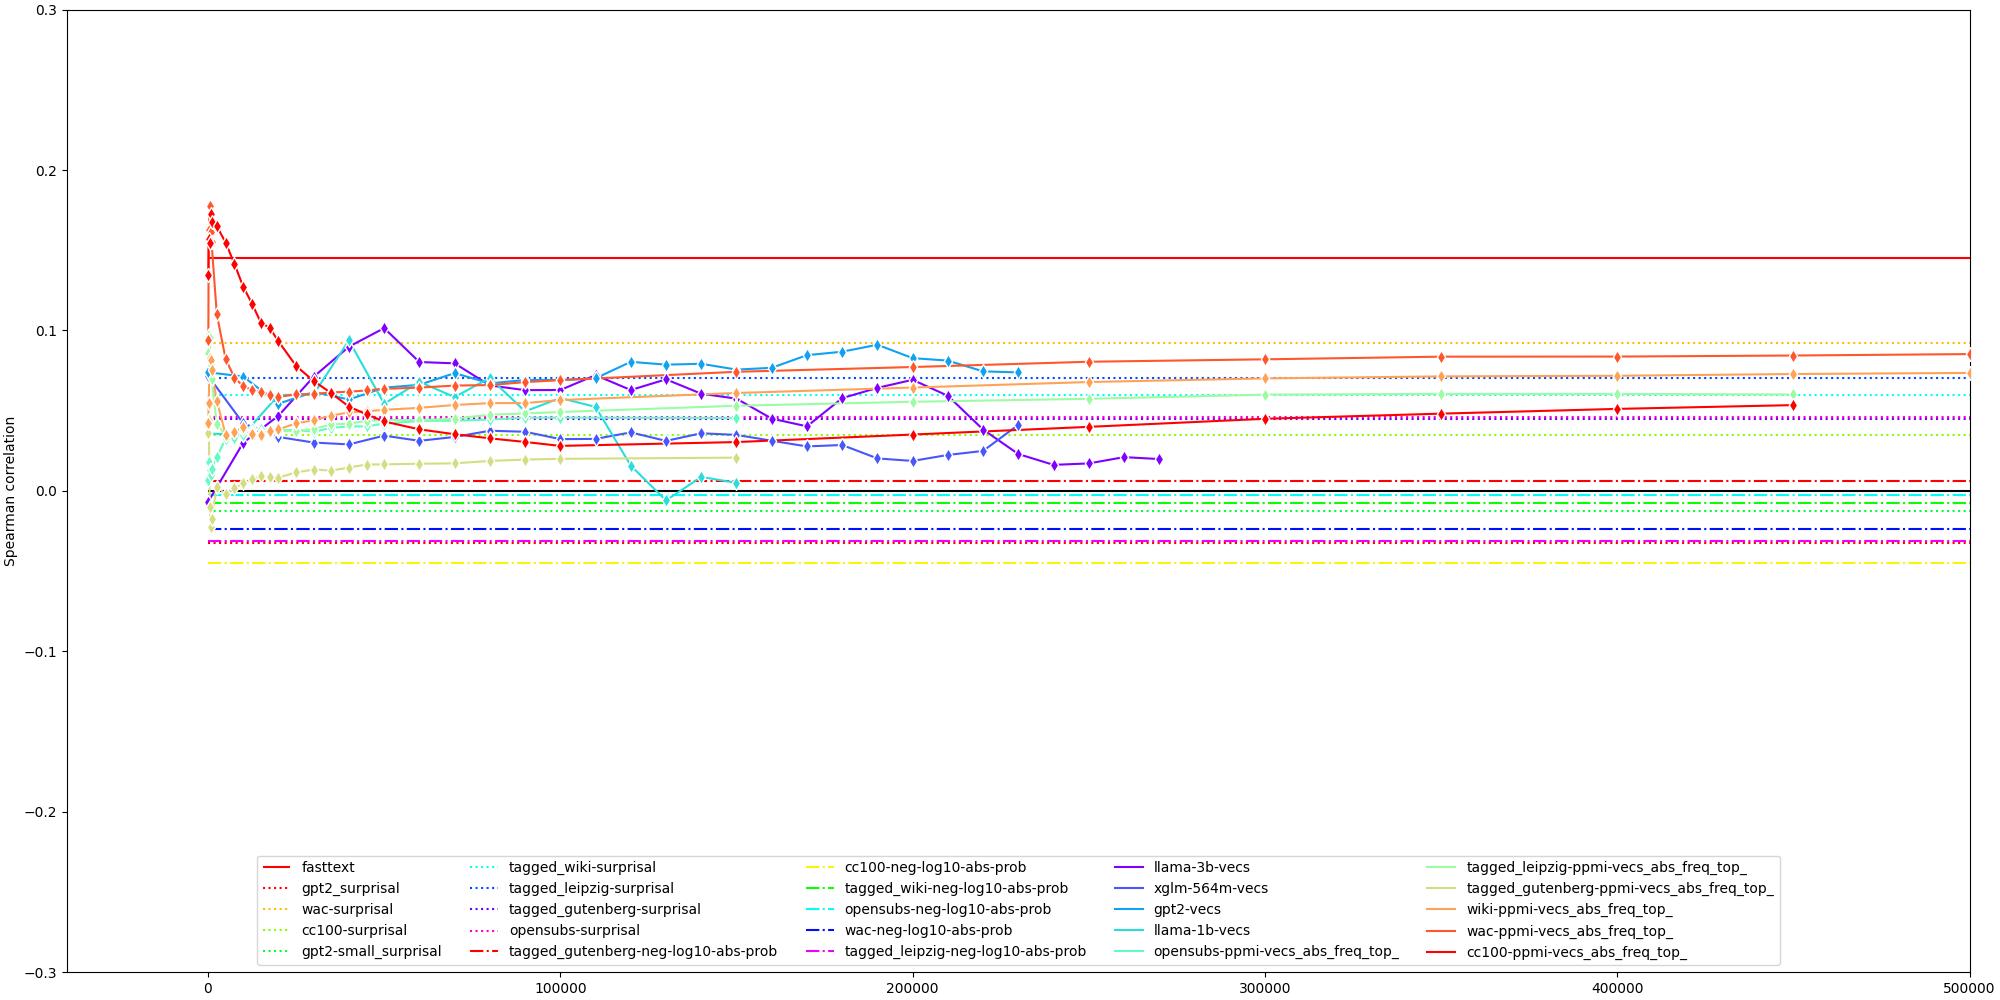 0.3
0.2
0.1
0.0
−0.1
−0.2
−0.3
Spearman correlation
fasttext
gpt2_surprisal
wac-surprisal
cc100-surprisal
gpt2-small_surprisal
tagged_wiki-surprisal
tagged_leipzig-surprisal
tagged_gutenberg-surprisal
opensubs-surprisal
tagged_gutenberg-neg-log10-abs-prob
cc100-neg-log10-abs-prob
tagged_wiki-neg-log10-abs-prob
opensubs-neg-log10-abs-prob
wac-neg-log10-abs-prob
tagged_leipzig-neg-log10-abs-prob
llama-3b-vecs
xglm-564m-vecs
gpt2-vecs
llama-1b-vecs
opensubs-ppmi-vecs_abs_freq_top_
tagged_leipzig-ppmi-vecs_abs_freq_top_
tagged_gutenberg-ppmi-vecs_abs_freq_top_
wiki-ppmi-vecs_abs_freq_top_
wac-ppmi-vecs_abs_freq_top_
cc100-ppmi-vecs_abs_freq_top_
0 100000 200000 300000 400000 500000